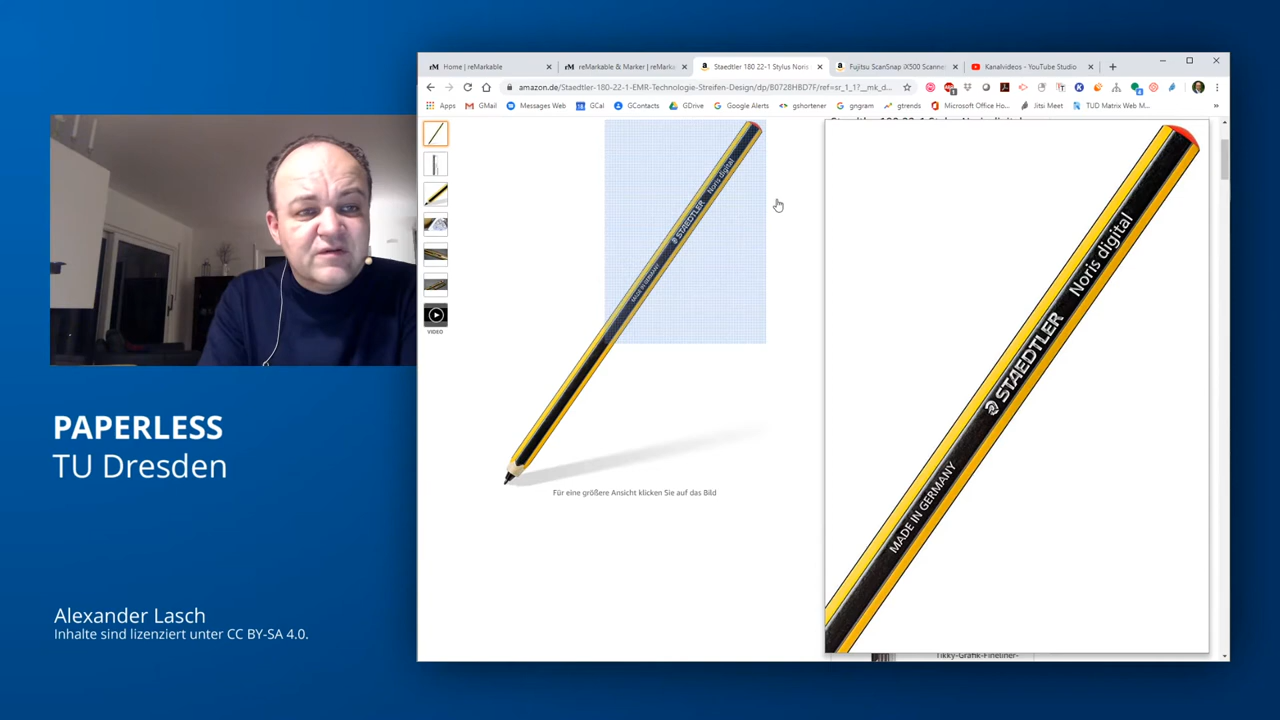 Home | reMarkable
reMarkable & Marker | reMarka
Staedtler 180 22-1 Stylus Noris
Fujitsu ScanSnap iX500 Scanne
Kanalvideos - YouTube Studio
amazon.de/Staedtler-180-22-1-EMR-Technologie-Streifen-Design/dp/B0728HBD7F/ref=sr_1_1?__mk_d...
Apps
GMail
Messages Web
GCal
GContacts
GDrive
Google Alerts
gshortener
gngram
gtrends
Microsoft Office Ho...
Jitsi Meet
TUD Matrix Web M...
»
Noris digital
STAEDTLER
MADE IN GERMANY
Noris digital
STAEDTLER
MADE IN GERMANY
VIDEO
Für eine größere Ansicht klicken Sie auf das Bild
Tikky-Grafik-Fineliner-
PAPERLESS
TU Dresden
Alexander Lasch
Inhalte sind lizenziert unter CC BY-SA 4.0.